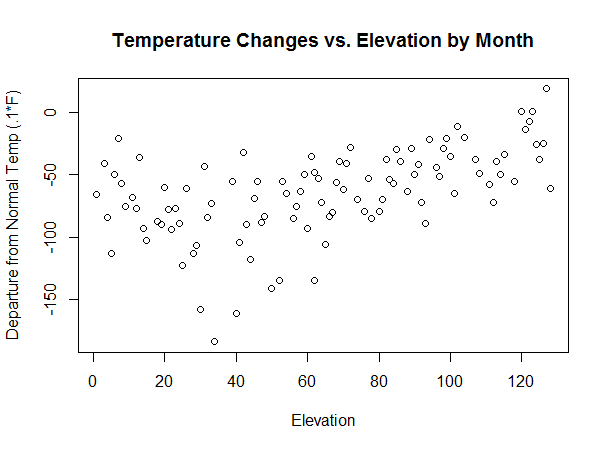 Temperature Changes vs. Elevation by Month
Departure from Normal Temp (.1*F)
0
-50
-100
-150
0 20 40 60 80 100 120
Elevation